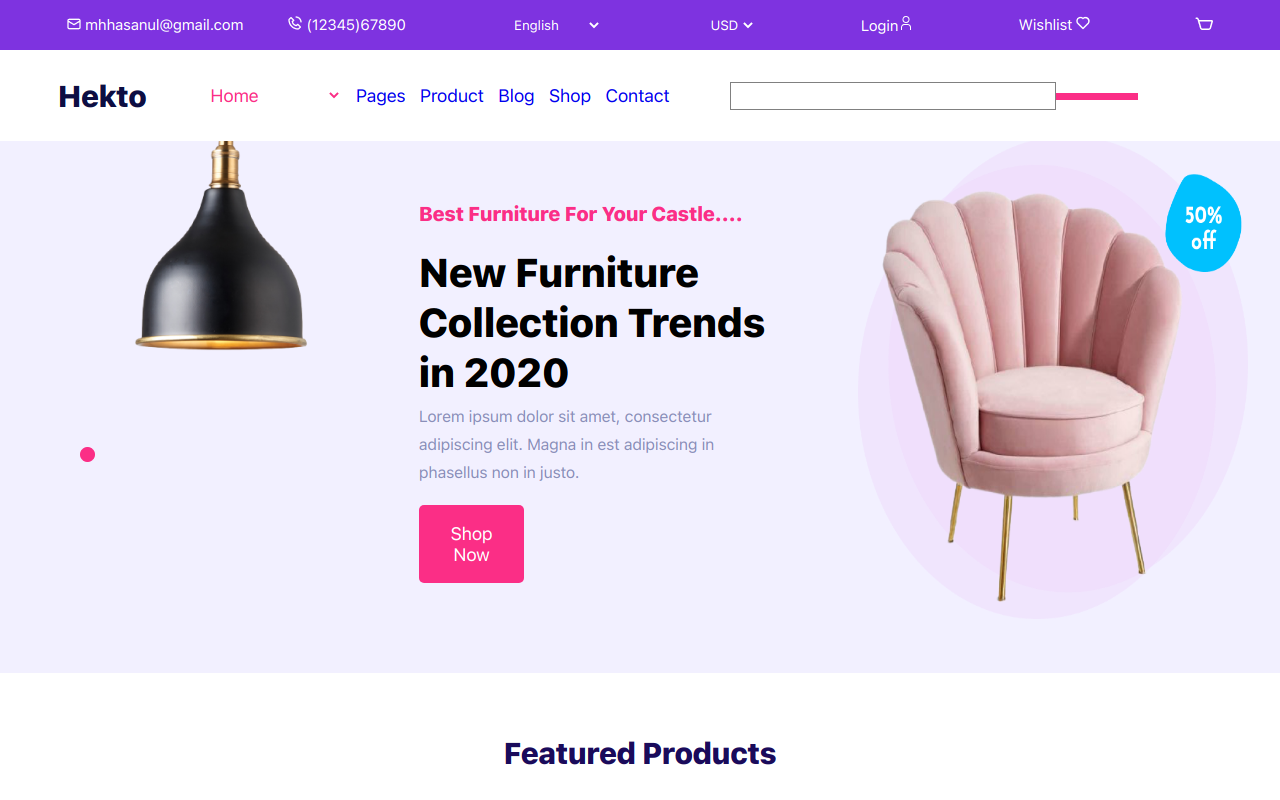 mhhasanul@gmail.com (12345)67890 English USD Login Wishlist
Hekto Home Pages Product Blog Shop Contact
Best Furniture For Your Castle....
New Furniture
Collection Trends
in 2020
Lorem ipsum dolor sit amet, consectetur
adipiscing elit. Magna in est adipiscing in
phasellus non in justo.
Shop
Now
50%
off
Featured Products